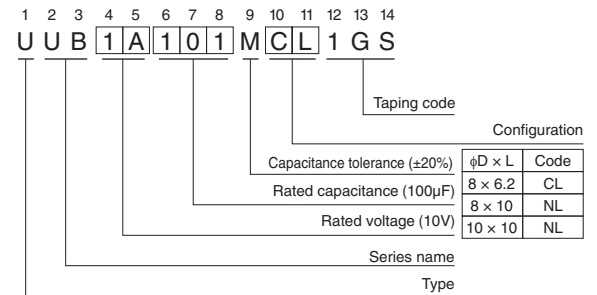 1 2 3 4 5 6 7 8 9 10 11 12 13 14
U U B 1 A 1 0 1 M C L 1 G S
Taping code
Configuration
Capacitance tolerance (±20%)
Rated capacitance (100µF)
Rated voltage (10V)
Series name
Type
ϕD × L Code
8 × 6.2 CL
8 × 10 NL
10 × 10 NL